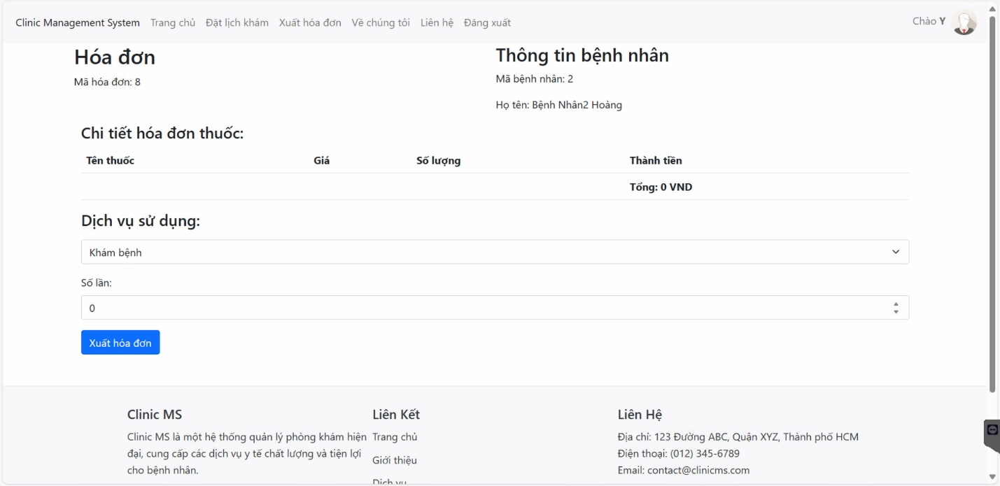 Clinic Management System Trang chủ Đặt lịch khám Xuất hóa đơn Về chúng tôi Liên hệ Đăng xuất Chào Y
Hóa đơn
Mã hóa đơn: 8
Thông tin bệnh nhân
Mã bệnh nhân: 2
Họ tên: Bệnh Nhân2 Hoàng
Chi tiết hóa đơn thuốc:
Tên thuốc Giá Số lượng Thành tiền
Tổng: 0 VND
Dịch vụ sử dụng:
Khám bệnh
Số lần:
0
Xuất hóa đơn
Clinic MS
Clinic MS là một hệ thống quản lý phòng khám hiện
đại, cung cấp các dịch vụ y tế chất lượng và tiện lợi
cho bệnh nhân.
Liên Kết
Trang chủ
Giới thiệu
Dịch vụ
Liên Hệ
Địa chỉ: 123 Đường ABC, Quận XYZ, Thành phố HCM
Điện thoại: (012) 345-6789
Email: contact@clinicms.com